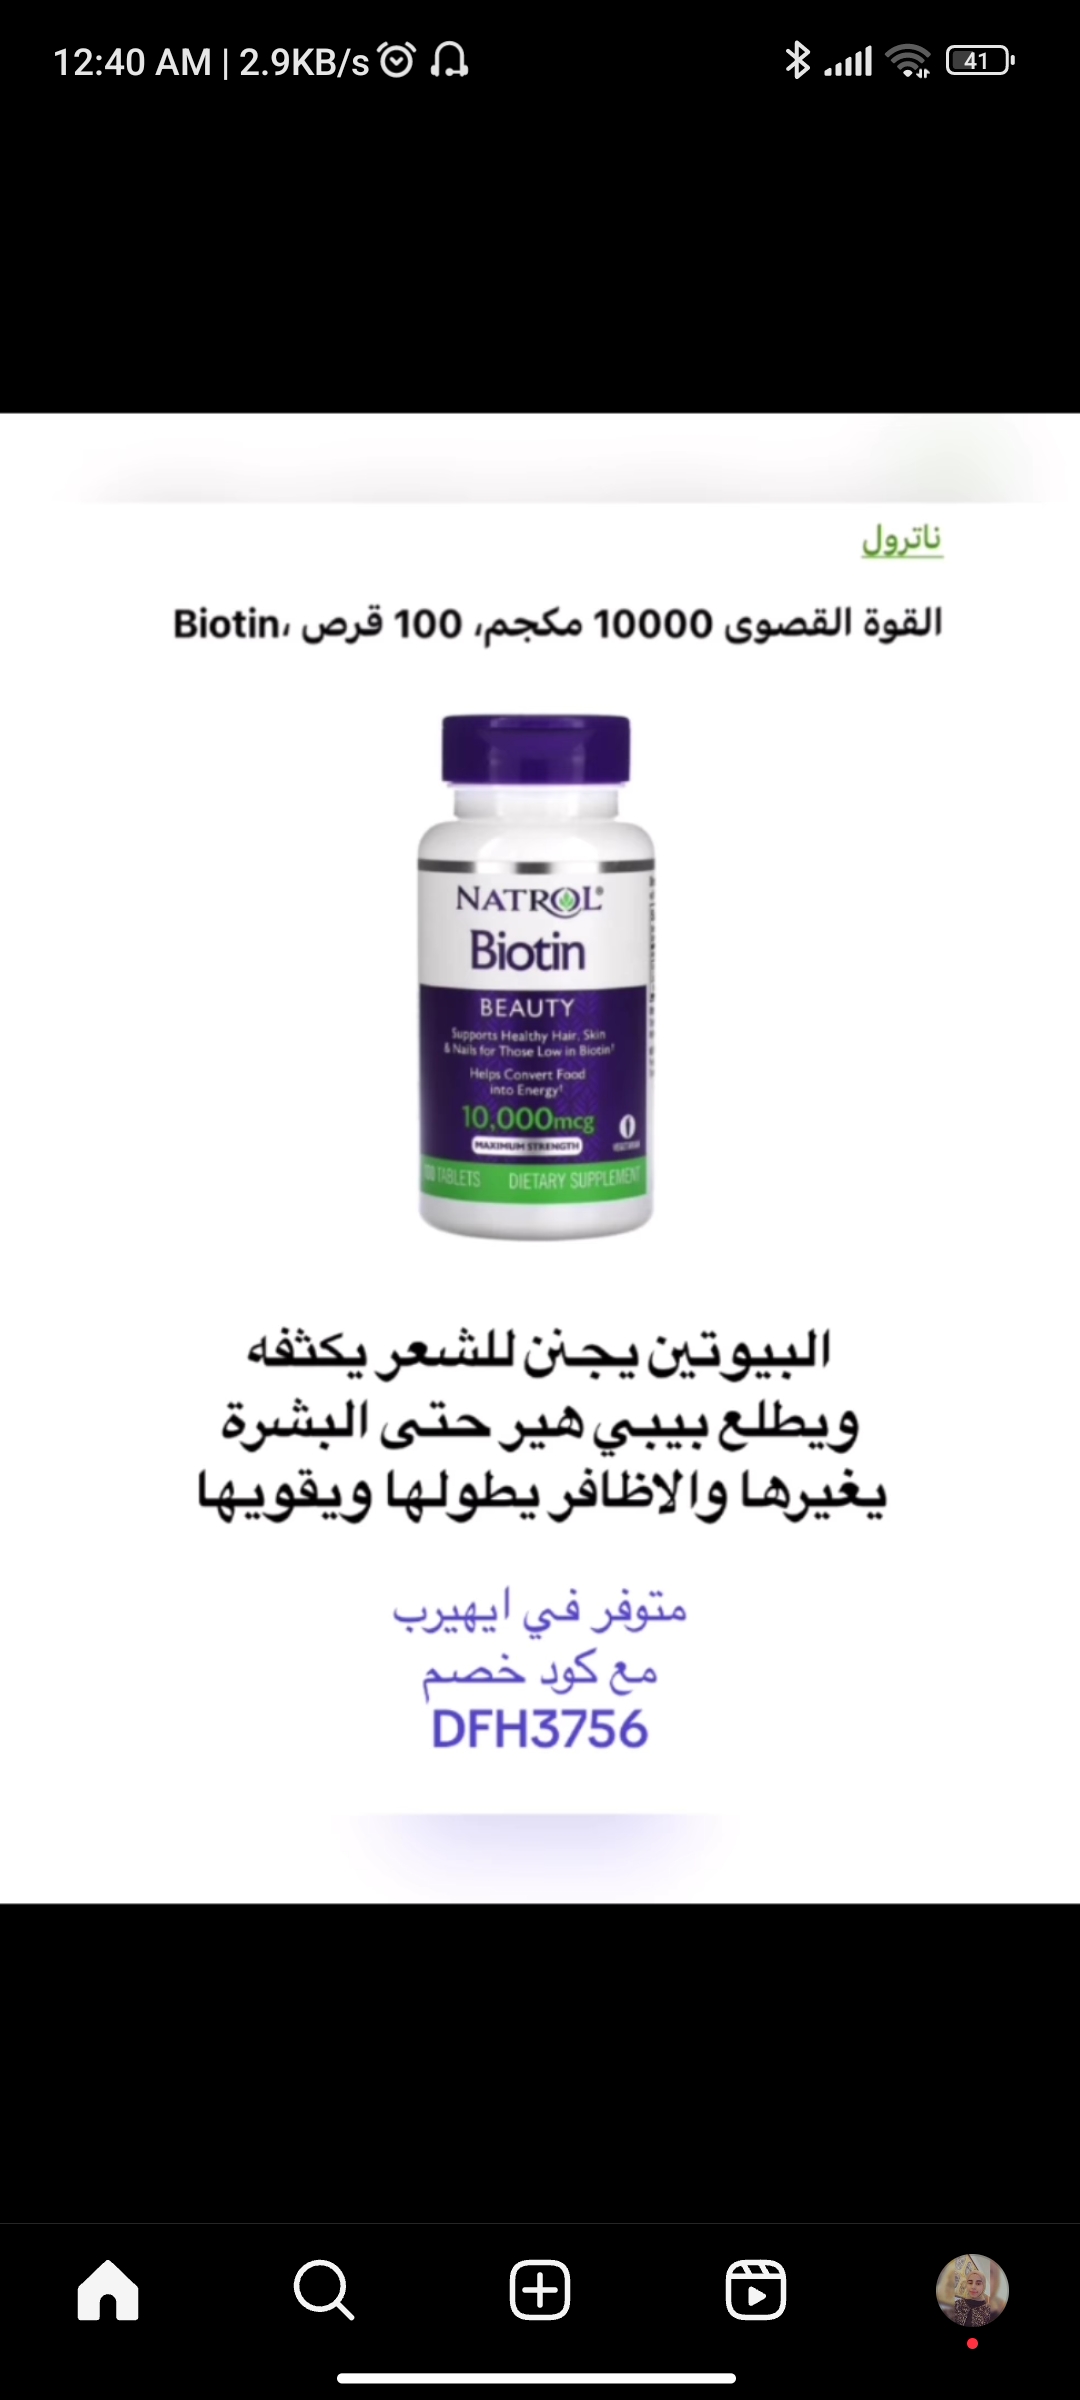 12:40 AM | 2.9KB/s
41
ناترول
Biotin، القوة القصوى 10000 مكجم، 100 قرص
NATROL®
Biotin
BEAUTY
Supports Healthy Hair, Skin
& Nails for Those Low in Biotin†
Helps Convert Food
into Energy†
10,000mcg
MAXIMUM STRENGTH
VEGETARIAN
100 TABLETS DIETARY SUPPLEMENT
البيوتين يجنن للشعر يكثفه
ويطلع بيبي هير حتى البشرة
يغيرها والاظافر يطولها ويقويها
متوفر في ايهيرب
مع كود خصم
DFH3756